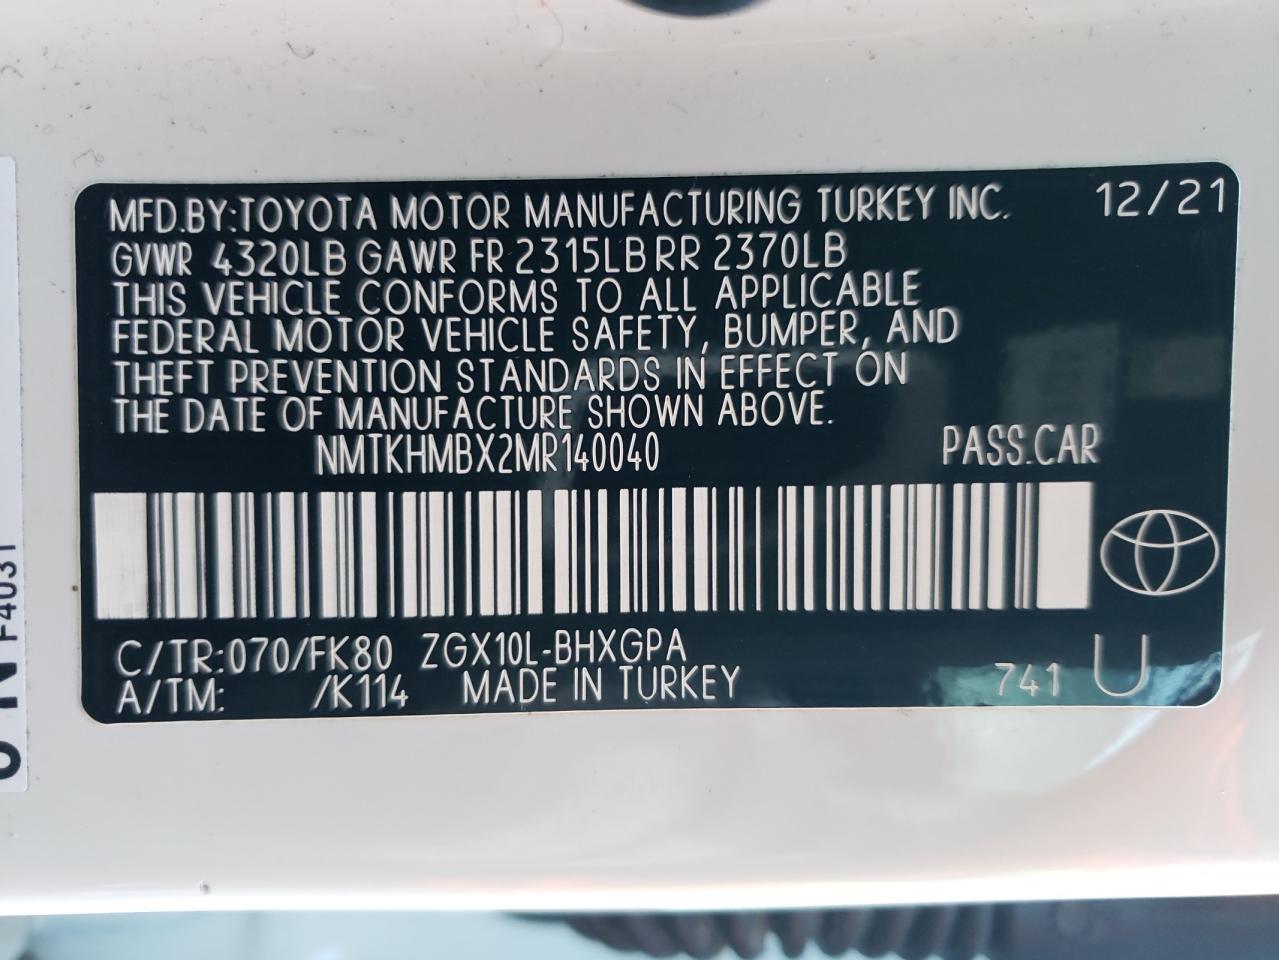 MFD.BY:TOYOTA MOTOR MANUFACTURING TURKEY INC. 12/21
GVWR 4320LB GAWR FR 2315LB RR 2370LB
THIS VEHICLE CONFORMS TO ALL APPLICABLE
FEDERAL MOTOR VEHICLE SAFETY, BUMPER, AND
THEFT PREVENTION STANDARDS IN EFFECT ON
THE DATE OF MANUFACTURE SHOWN ABOVE.
NMTKHMBX2MR140040 PASS.CAR
C/TR:070/FK80 ZGX10L-BHXGPA
A/TM: /K114 MADE IN TURKEY 741 U
F4031